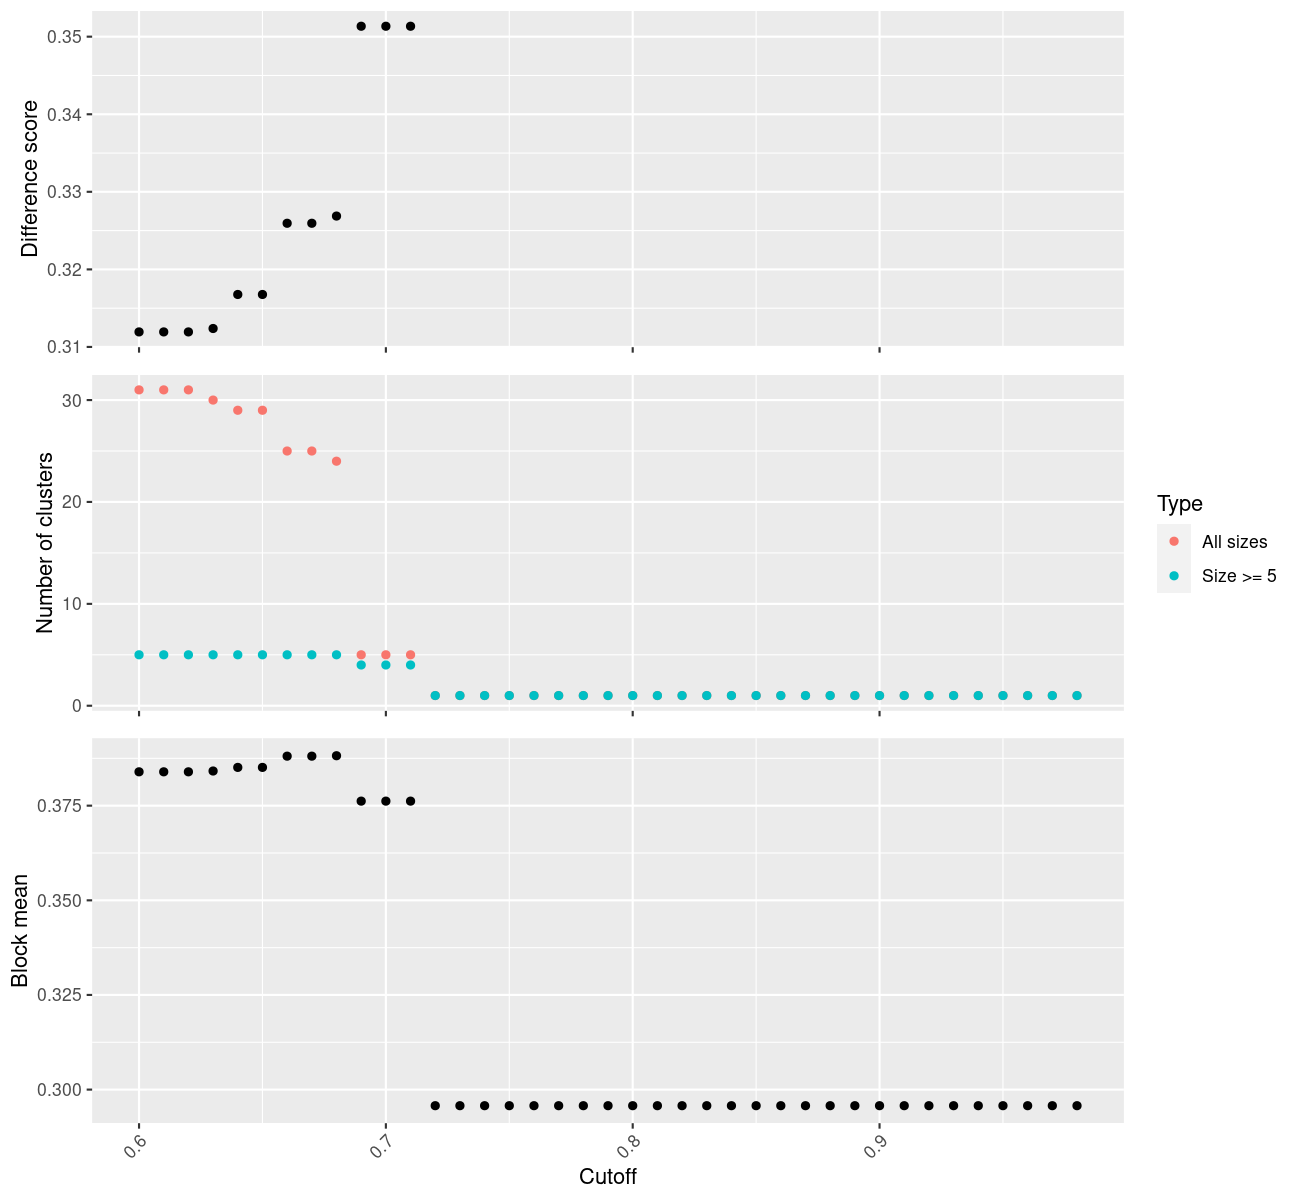 0.35
0.34
0.33
0.32
0.31
Difference score
30
20
10
0
Number of clusters
Type
All sizes
Size >= 5
0.375
0.350
0.325
0.300
Block mean
0.6
0.7
0.8
0.9
Cutoff